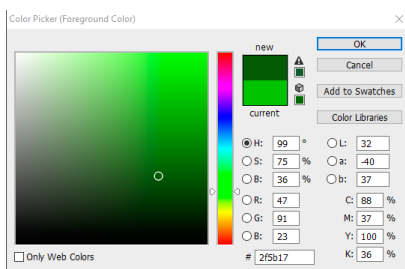 Color Picker (Foreground Color)
new
current
OK
Cancel
Add to Swatches
Color Libraries
H: 99 °
S: 75 %
B: 36 %
R: 47
G: 91
B: 23
L: 32
a: -40
b: 37
C: 88 %
M: 37 %
Y: 100 %
K: 36 %
Only Web Colors
# 2f5b17